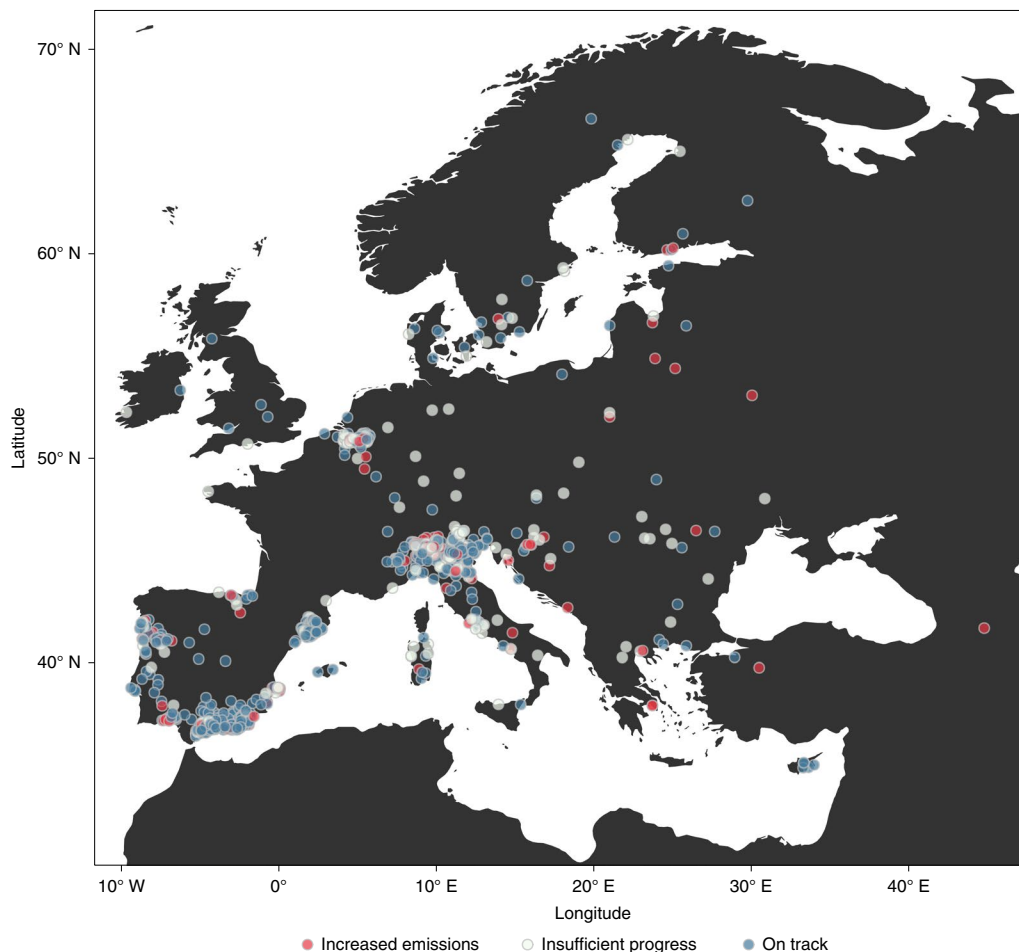 70° N
60° N
50° N
40° N
Latitude
10° W 0° 10° E 20° E 30° E 40° E
Longitude
Increased emissions Insufficient progress On track